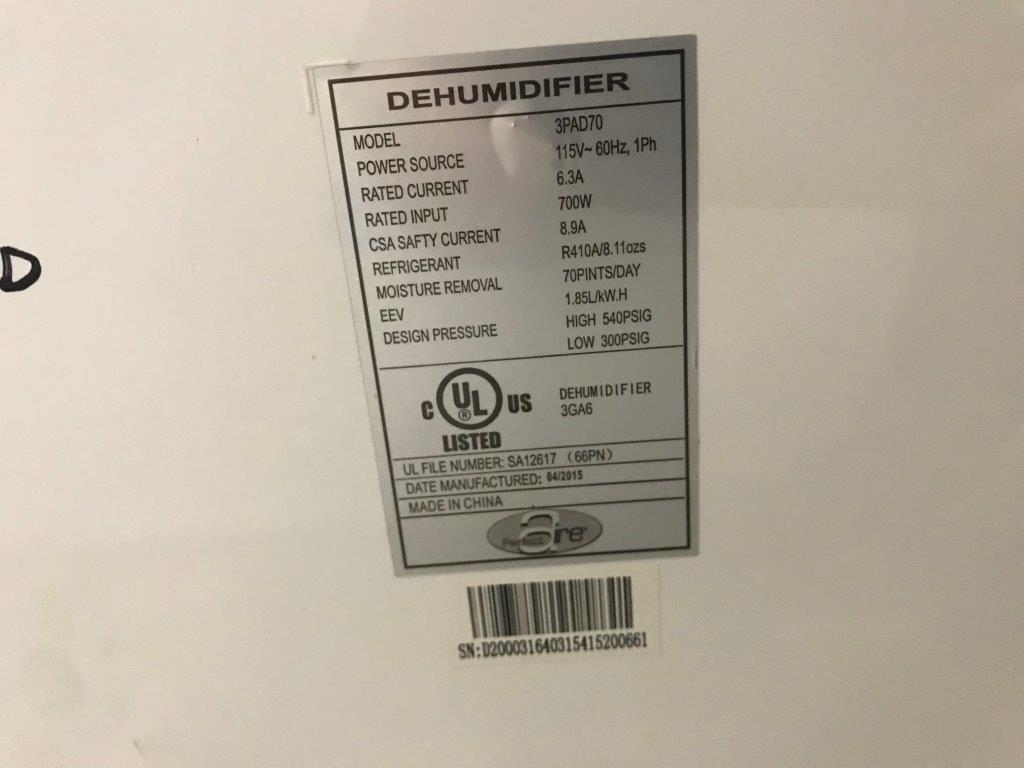 D
DEHUMIDIFIER
MODEL 3PAD70
POWER SOURCE 115V~ 60Hz, 1Ph
RATED CURRENT 6.3A
RATED INPUT 700W
CSA SAFTY CURRENT 8.9A
REFRIGERANT R410A/8.11ozs
MOISTURE REMOVAL 70PINTS/DAY
EEV 1.85L/kW.H
DESIGN PRESSURE HIGH 540PSIG
LOW 300PSIG
C UL® US DEHUMIDIFIER
3GA6
LISTED
UL FILE NUMBER: SA12617 (66PN)
DATE MANUFACTURED: 04/2015
MADE IN CHINA
Perfect aire®
SN:D200031640315415200661